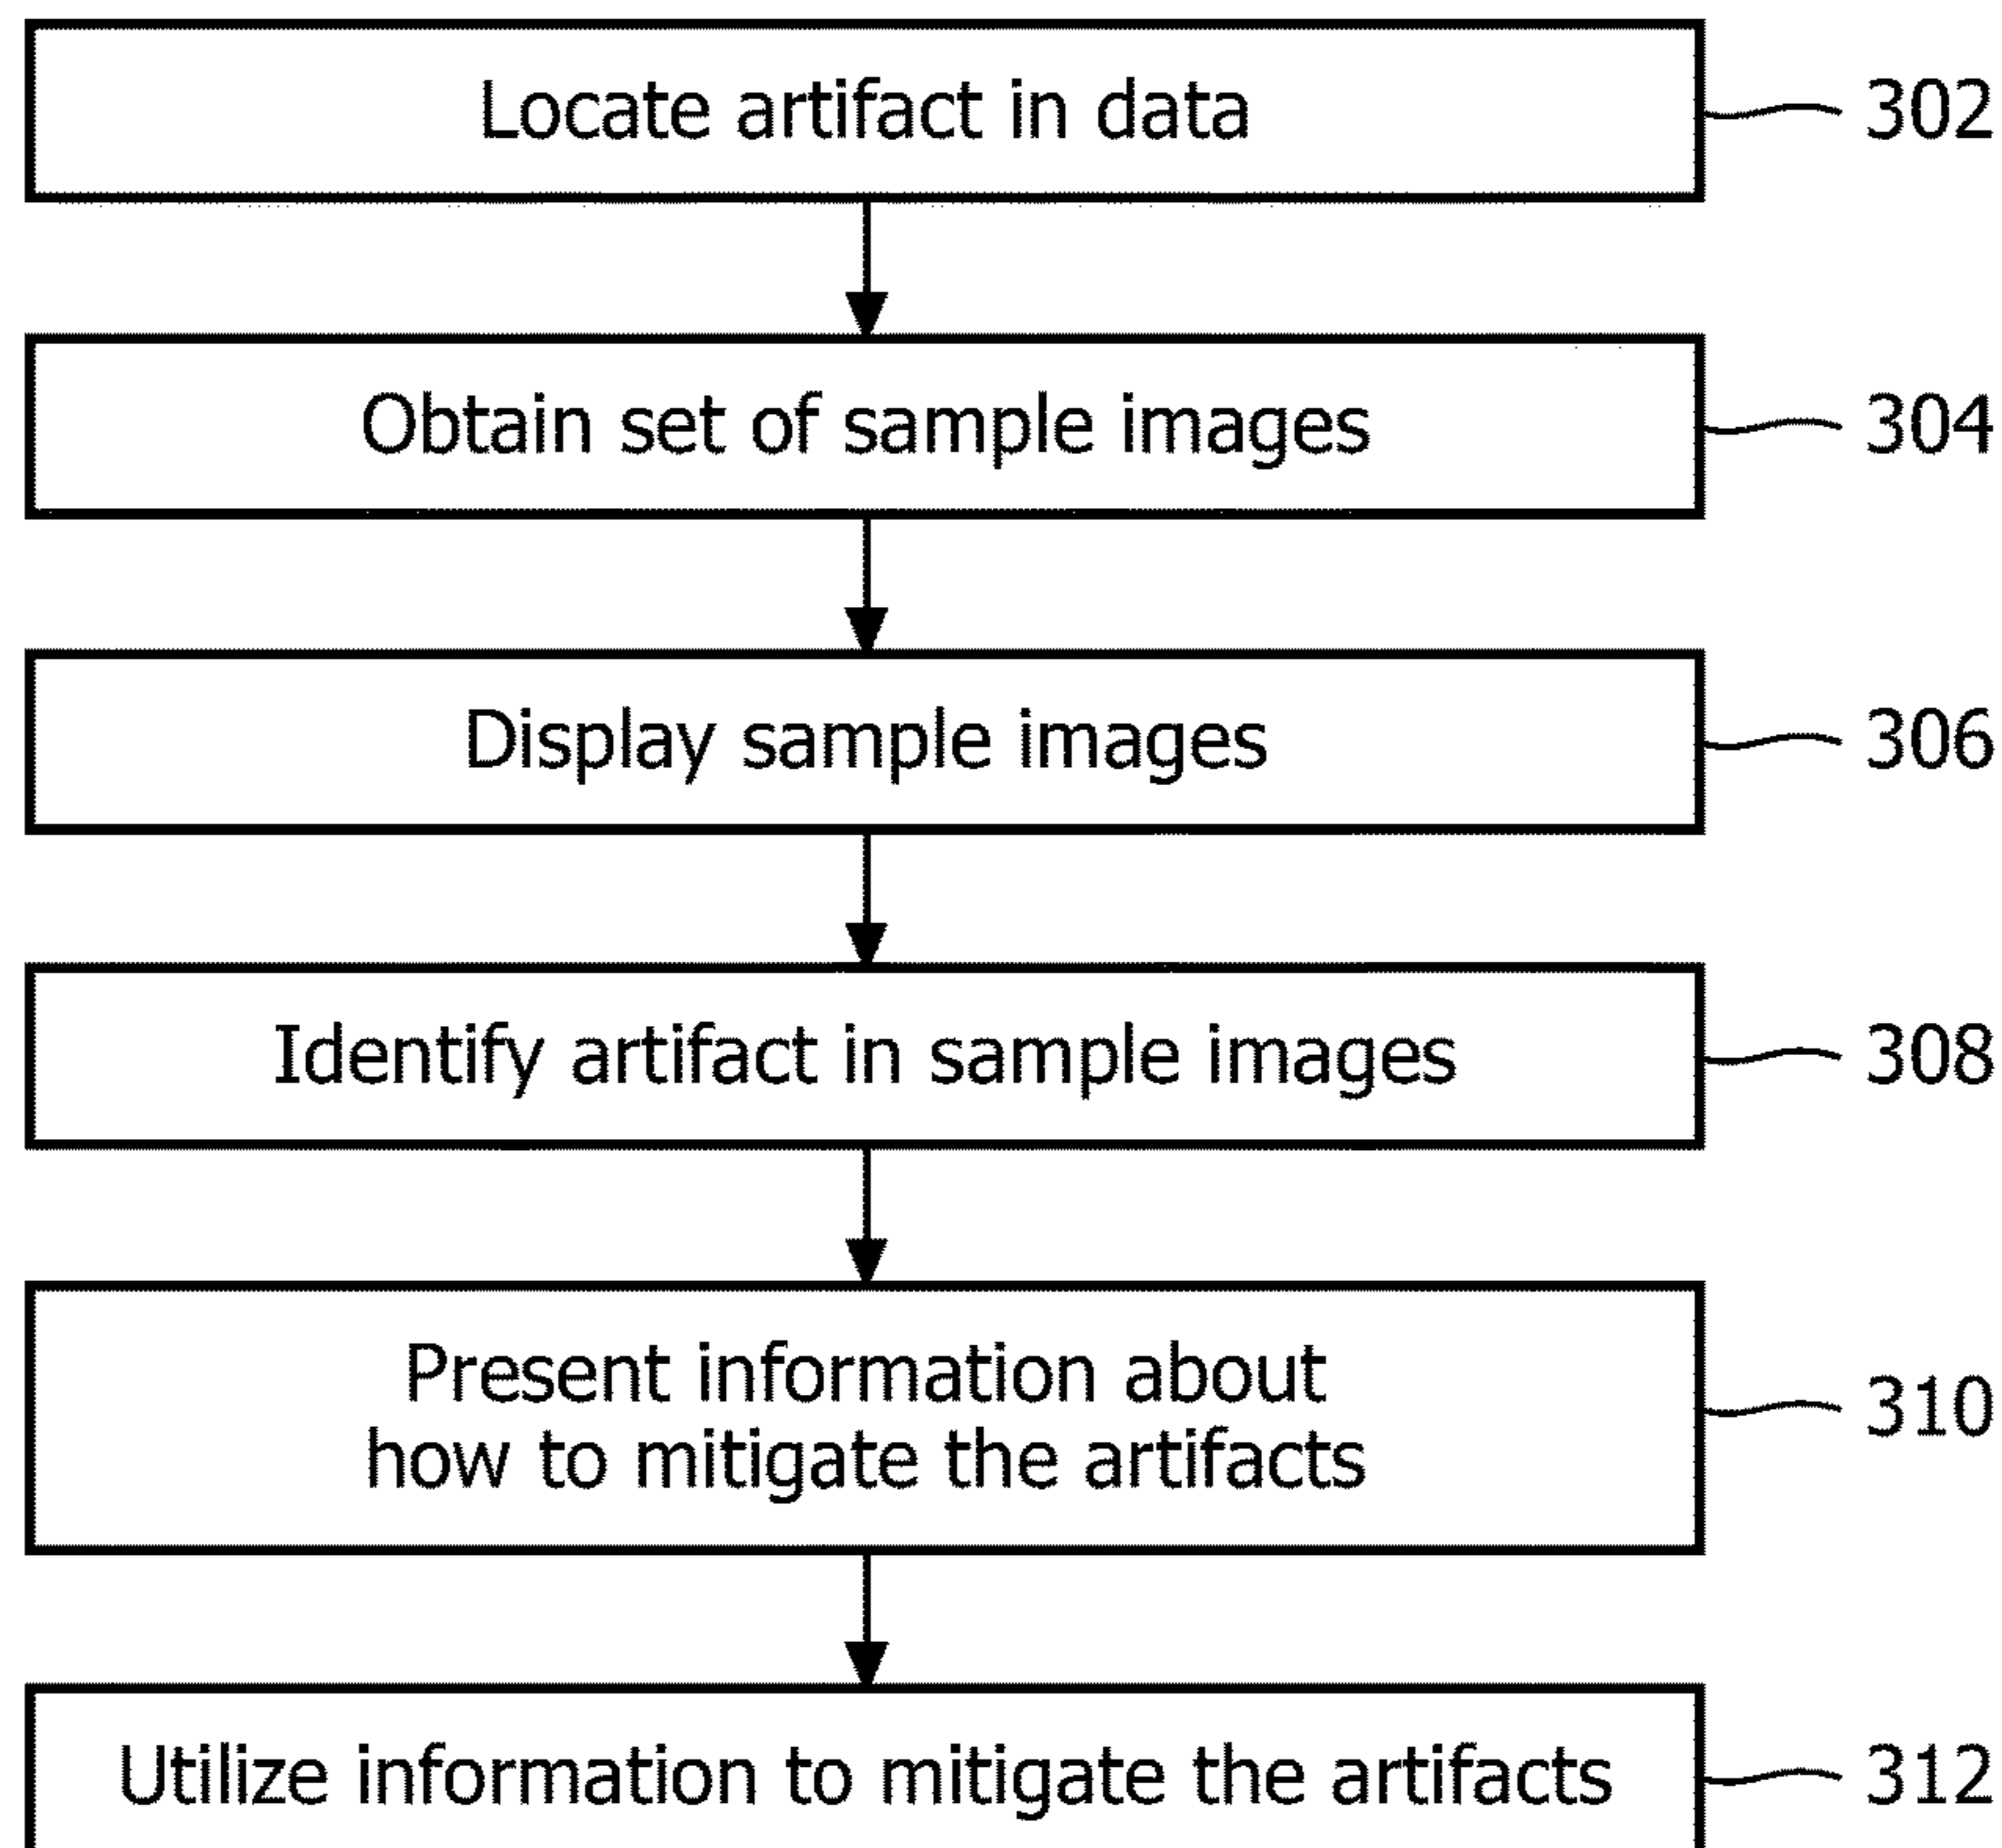 Locate artifact in data
302
Obtain set of sample images
304
Display sample images
306
Identify artifact in sample images
308
Present information about
how to mitigate the artifacts
310
Utilize information to mitigate the artifacts
312